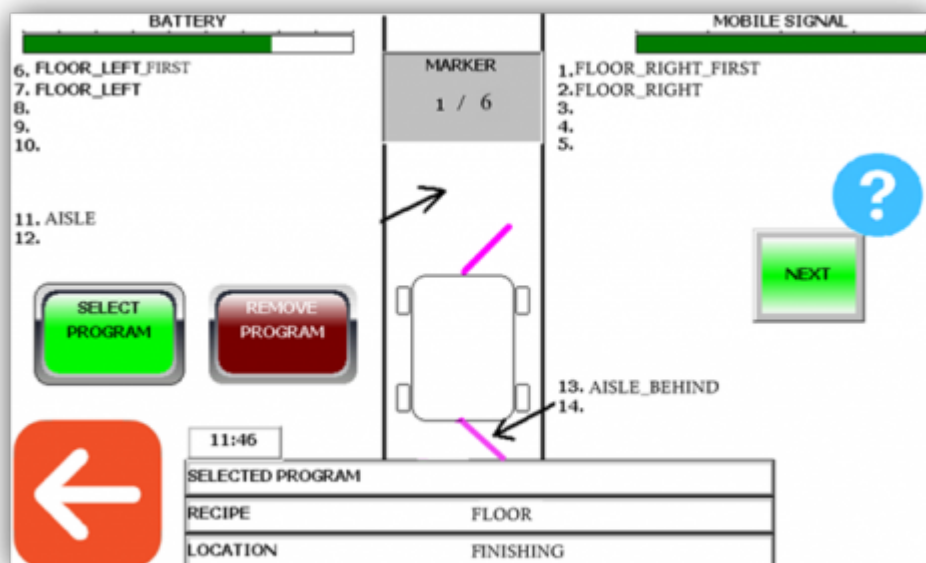 BATTERY
MOBILE SIGNAL
6. FLOOR_LEFT_FIRST
7. FLOOR_LEFT
8.
9.
10.
MARKER
1 / 6
1.FLOOR_RIGHT_FIRST
2.FLOOR_RIGHT
3.
4.
5.
?
11. AISLE
12.
NEXT
SELECT
PROGRAM
REMOVE
PROGRAM
13. AISLE_BEHIND
14.
11:46
SELECTED PROGRAM
RECIPE FLOOR
LOCATION FINISHING